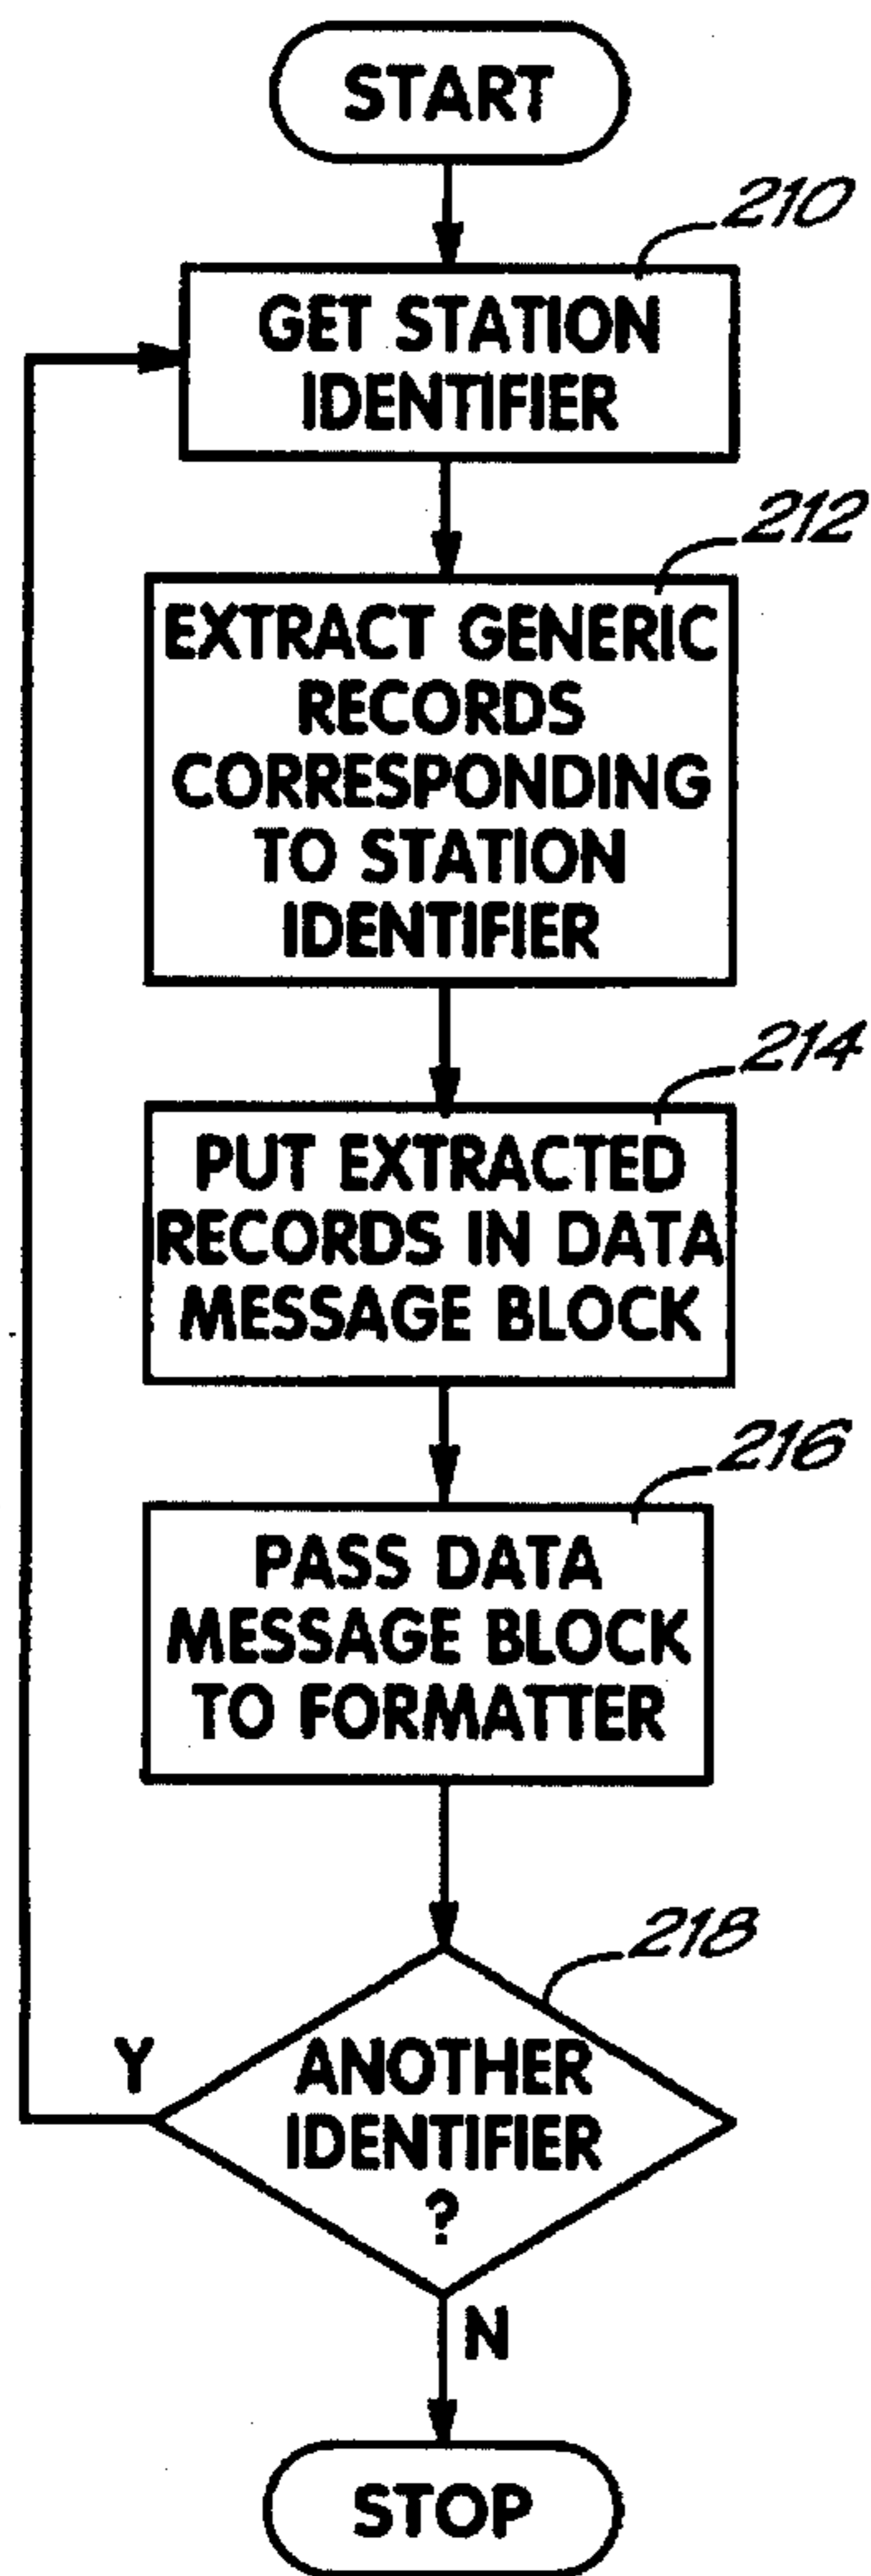 START
210
GET STATION
IDENTIFIER
212
EXTRACT GENERIC
RECORDS
CORRESPONDING
TO STATION
IDENTIFIER
214
PUT EXTRACTED
RECORDS IN DATA
MESSAGE BLOCK
216
PASS DATA
MESSAGE BLOCK
TO FORMATTER
218
Y
ANOTHER
IDENTIFIER
?
N
STOP